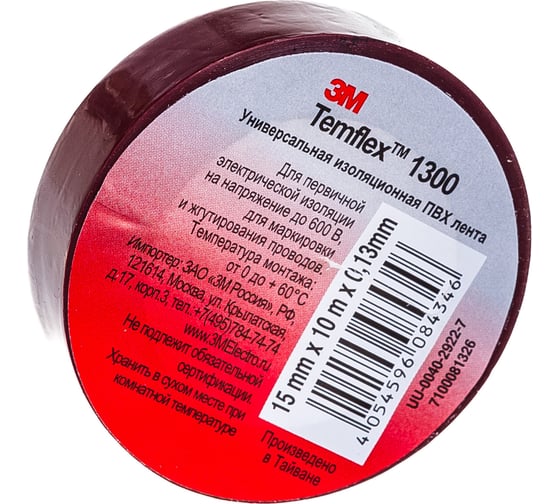 3M
Temflex™ 1300
Универсальная изоляционная ПВХ лента
Для первичной
электрической изоляции
на напряжение до 600 В,
для маркировки
и жгутирования проводов.
Температура монтажа:
от 0 до + 60°C
Импортер: ЗАО «3М Россия», РФ,
121614, Москва, ул. Крылатская,
д.17, корп.3, тел.+7(495)784-74-74
www.3MElectro.ru
Не подлежит обязательной
сертификации.
Хранить в сухом месте при
комнатной температуре
Произведено
в Тайване
15 mm x 10 m x 0,13mm
4 054596 084346
UU-0040-2922-7
7100081326